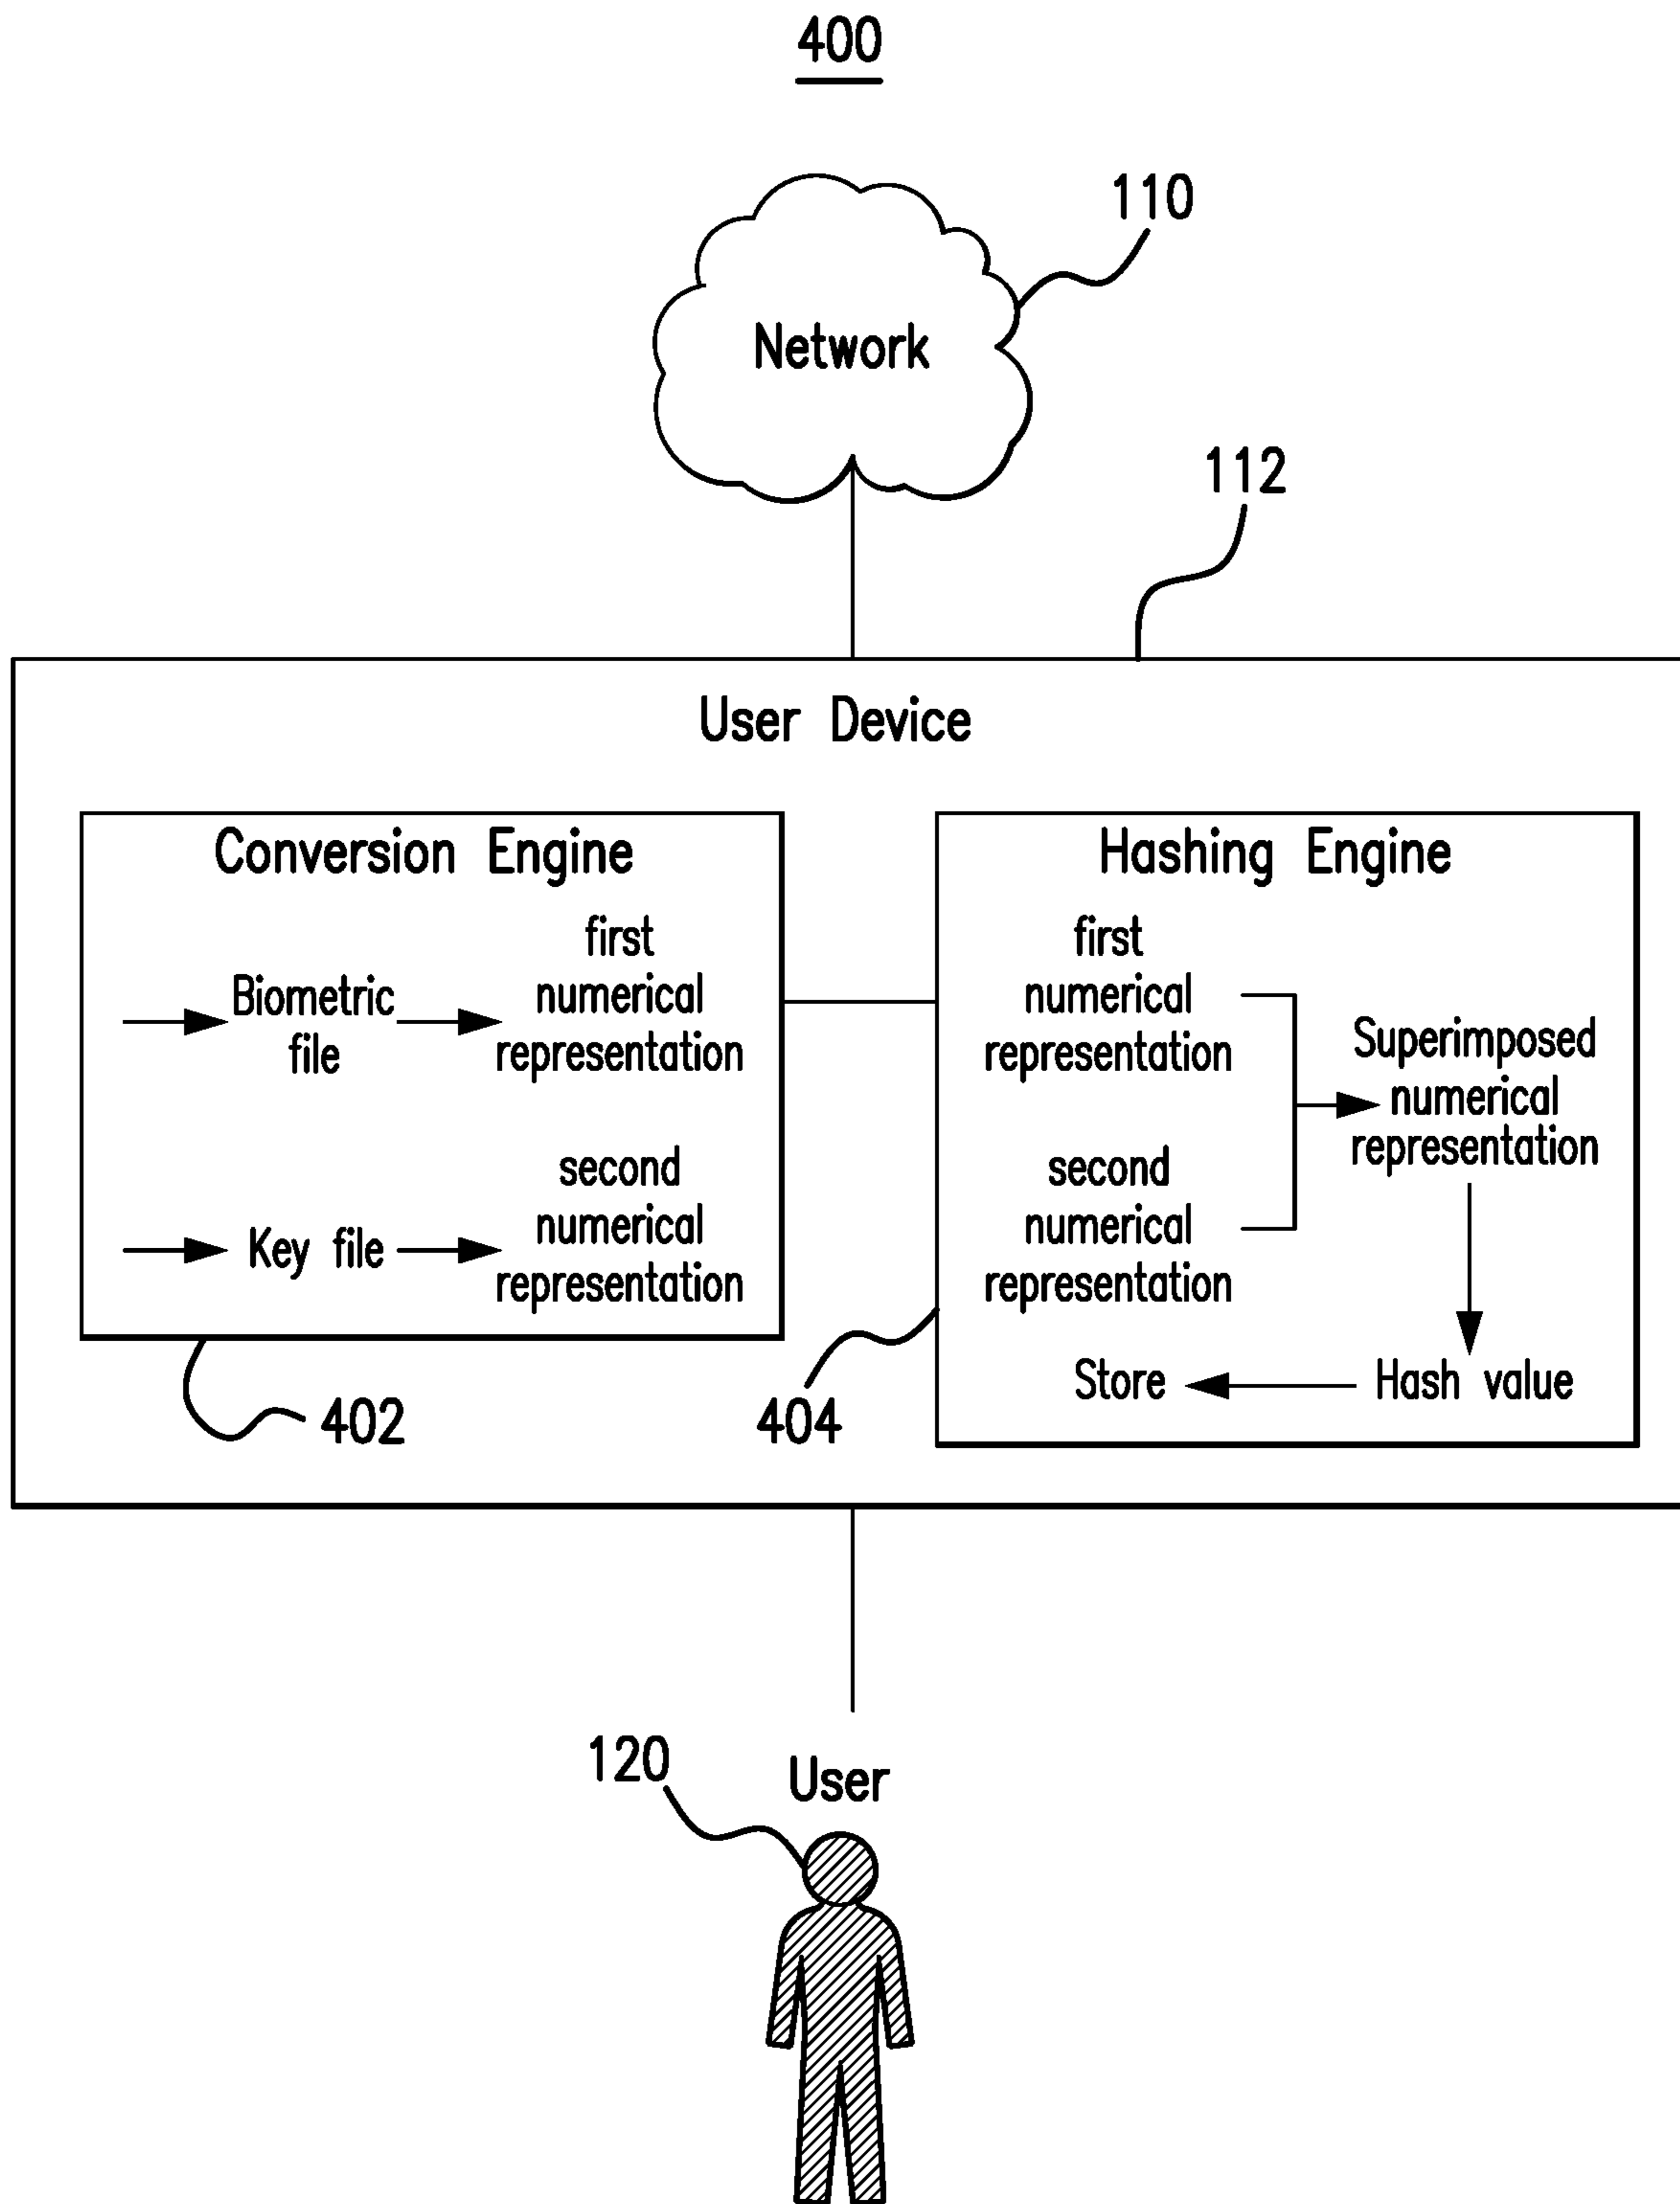 400
110
Network
112
User Device
Conversion Engine
Biometric
file
first
numerical
representation
Key file
second
numerical
representation
402
Hashing Engine
first
numerical
representation
second
numerical
representation
Superimposed
numerical
representation
Hash value
Store
404
120
User